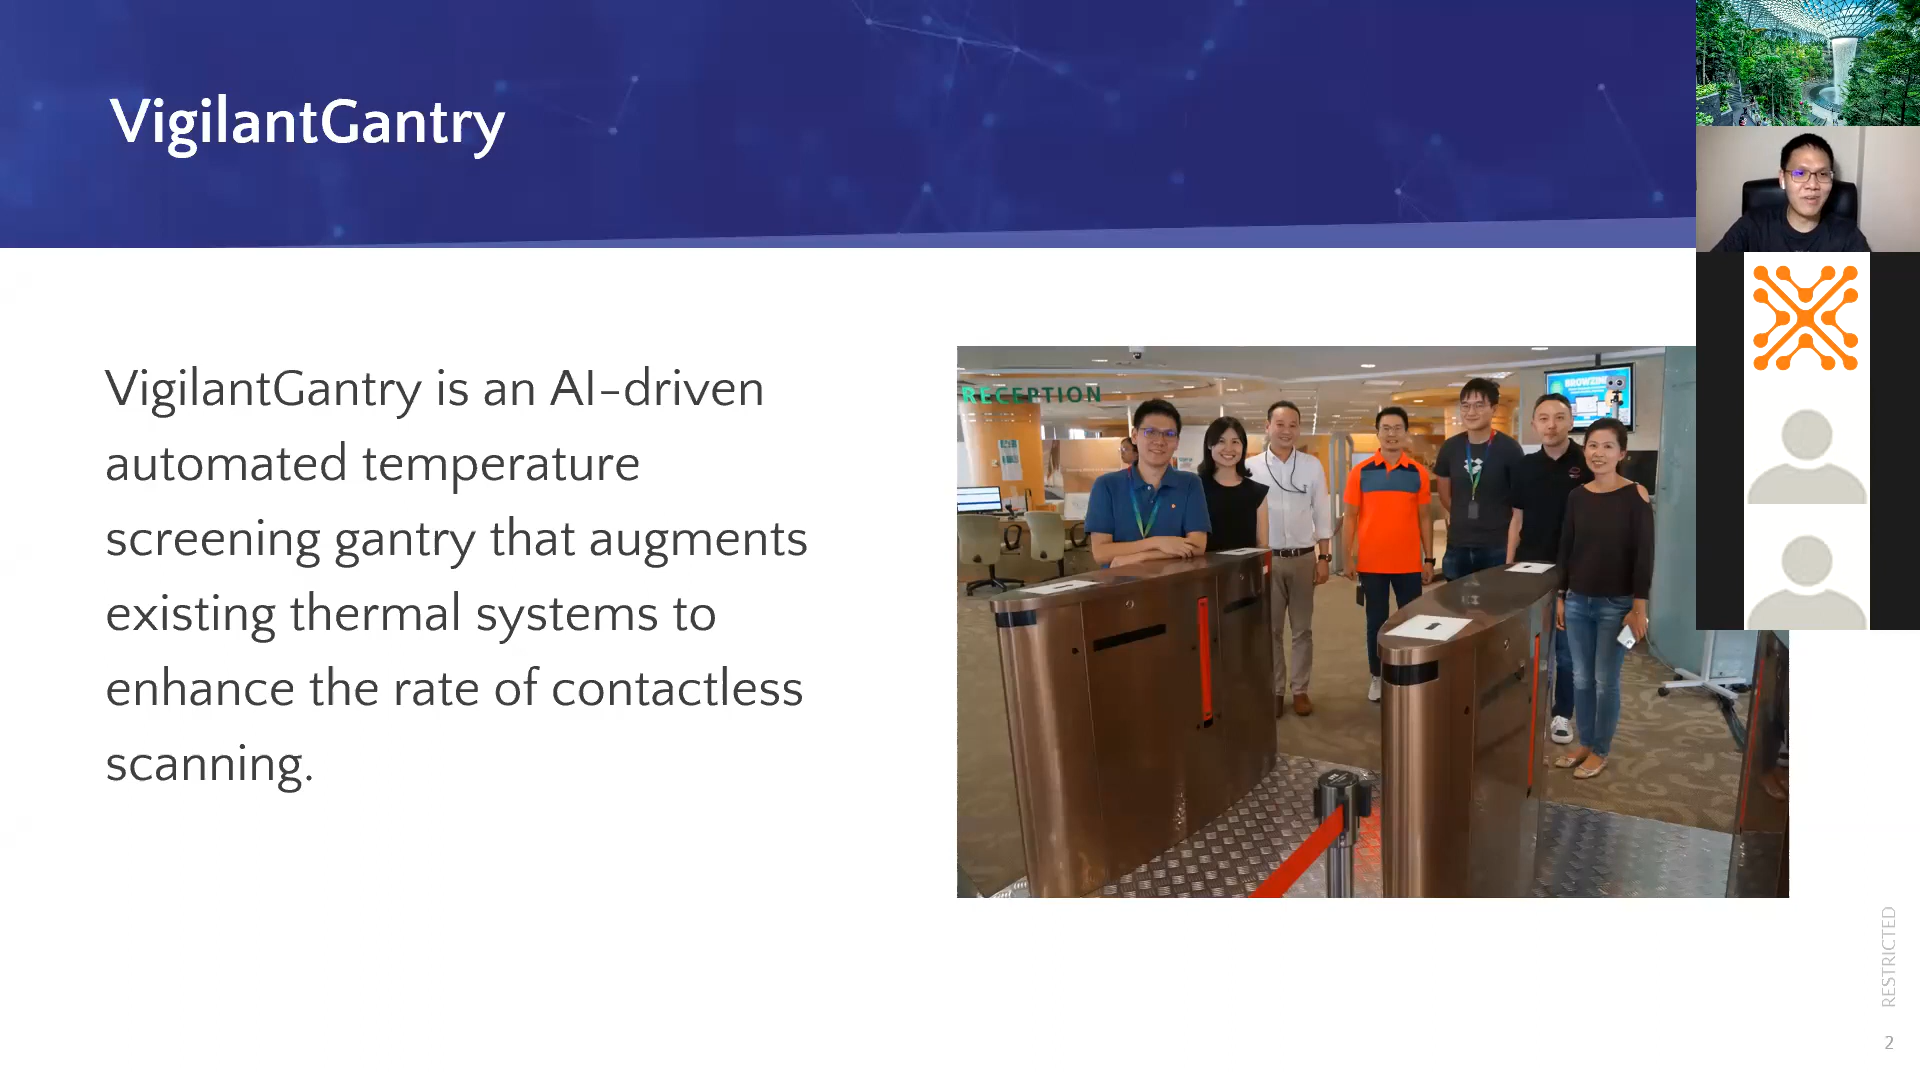 VigilantGantry
VigilantGantry is an AI-driven
automated temperature
screening gantry that augments
existing thermal systems to
enhance the rate of contactless
scanning.
RECEPTION
RESTRICTED
2